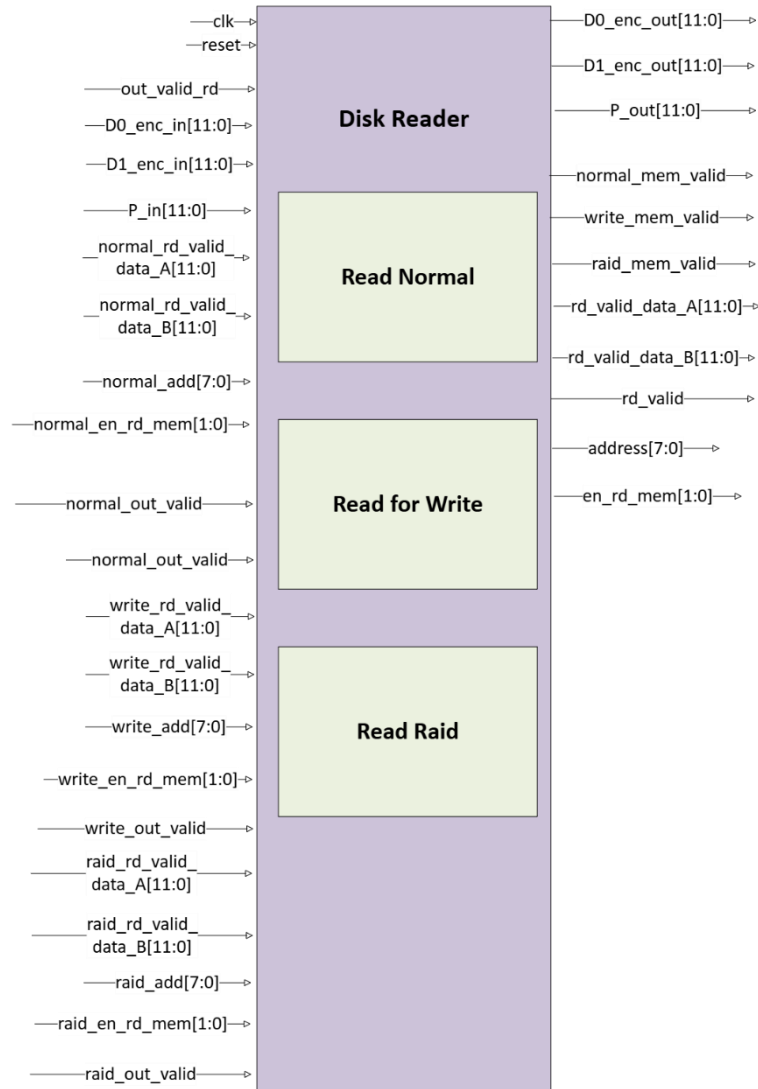 clk
reset
out_valid_rd
D0_enc_in[11:0]
D1_enc_in[11:0]
P_in[11:0]
normal_rd_valid_
data_A[11:0]
normal_rd_valid_
data_B[11:0]
normal_add[7:0]
normal_en_rd_mem[1:0]
normal_out_valid
normal_out_valid
write_rd_valid_
data_A[11:0]
write_rd_valid_
data_B[11:0]
write_add[7:0]
write_en_rd_mem[1:0]
write_out_valid
raid_rd_valid_
data_A[11:0]
raid_rd_valid_
data_B[11:0]
raid_add[7:0]
raid_en_rd_mem[1:0]
raid_out_valid
Disk Reader
Read Normal
Read for Write
Read Raid
D0_enc_out[11:0]
D1_enc_out[11:0]
P_out[11:0]
normal_mem_valid
write_mem_valid
raid_mem_valid
rd_valid_data_A[11:0]
rd_valid_data_B[11:0]
rd_valid
address[7:0]
en_rd_mem[1:0]